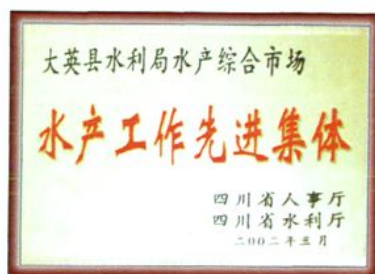 大英县水利局水产综合市场
水产工作先进集体
四川省人事厅
四川省水利厅
二00二年三月